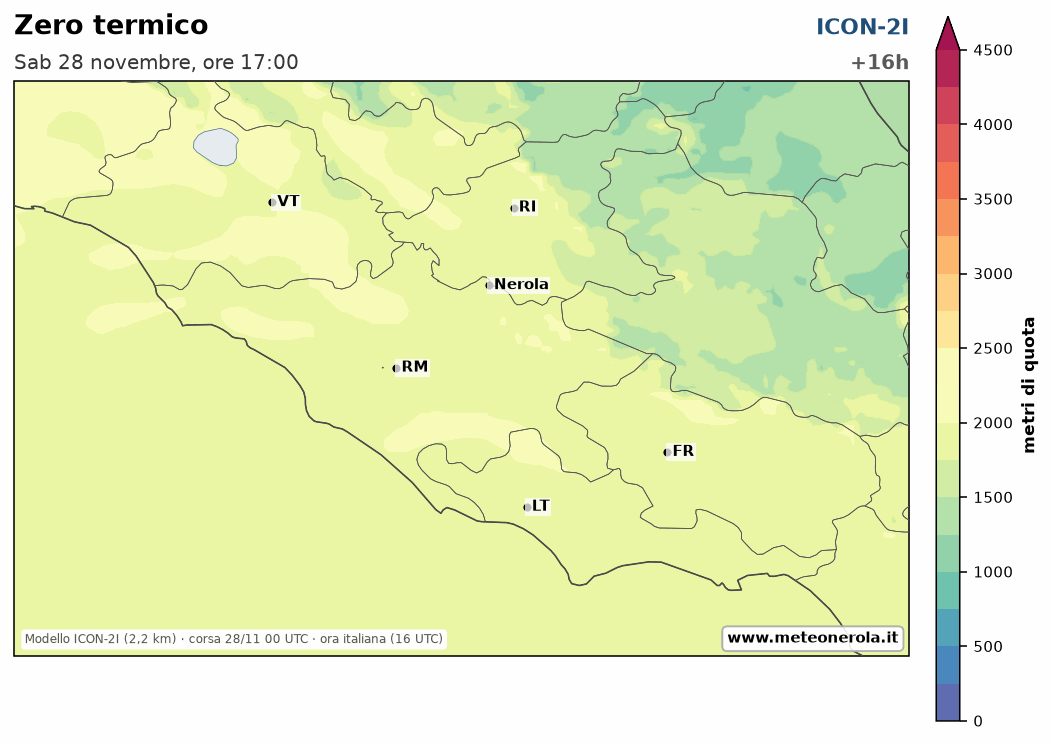 Zero termico
ICON-2I
Sab 28 novembre, ore 17:00
+16h
VT
RI
Nerola
RM
FR
LT
Modello ICON-2I (2,2 km) · corsa 28/11 00 UTC · ora italiana (16 UTC)
www.meteonerola.it
4500
4000
3500
3000
2500
2000
1500
1000
500
0
metri di quota